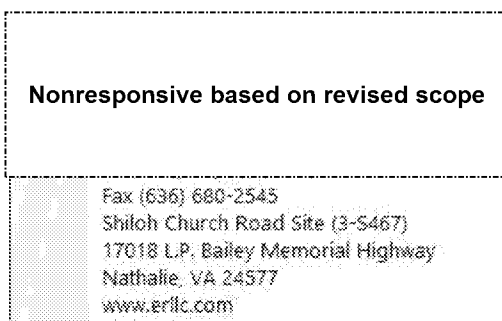 Nonresponsive based on revised scope
Fax (636) 680-2545
Shiloh Church Road Site (3-S467)
17018 L.P. Bailey Memorial Highway
Nathalie, VA 24577
www.erllc.com